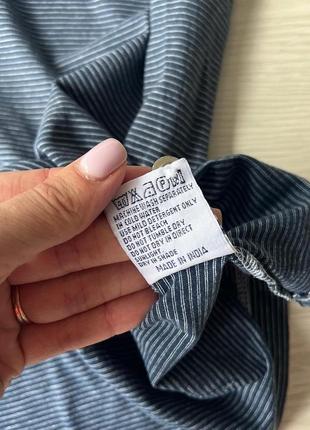 MACHINE WASH SEPARATELY
IN COLD WATER
USE MILD DETERGENT ONLY
DO NOT BLEACH
DO NOT TUMBLE DRY
DO NOT DRY IN DIRECT
SUNLIGHT,
DRY IN SHADE
MADE IN INDIA